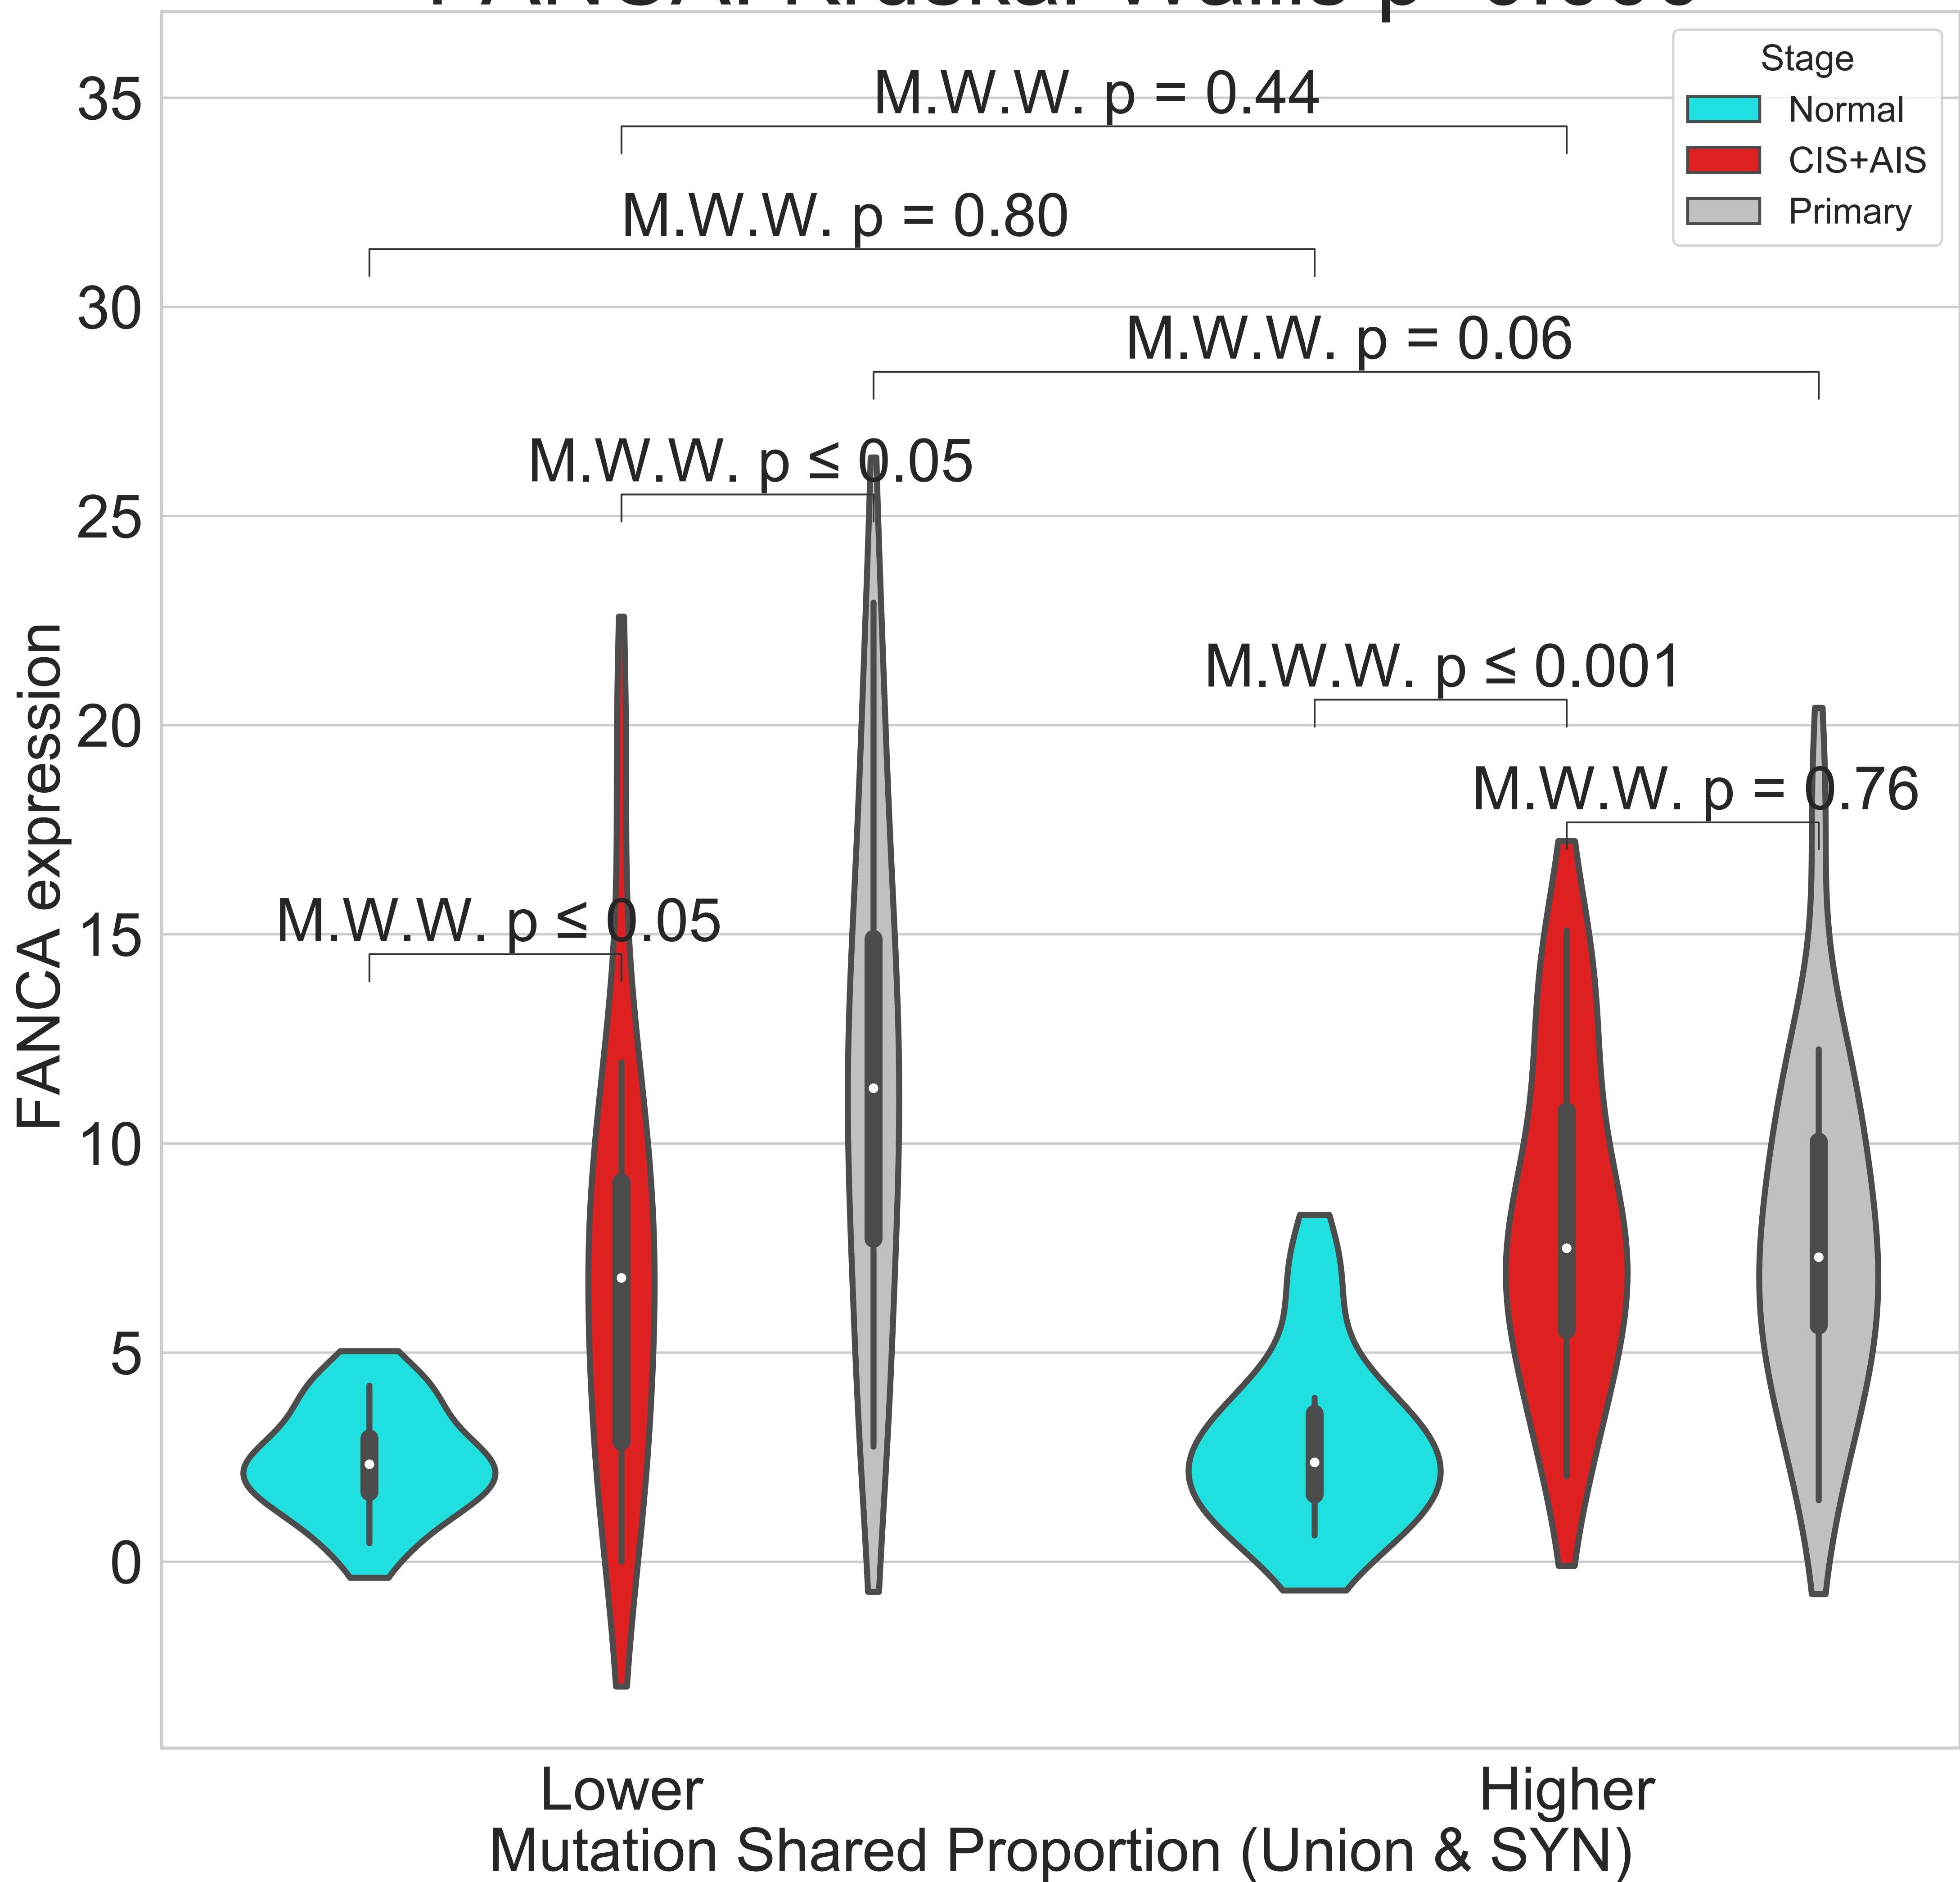 Stage
Normal
CIS+AIS
Primary
M.W.W. p = 0.44
M.W.W. p = 0.80
M.W.W. p = 0.06
M.W.W. p ≤ 0.05
M.W.W. p ≤ 0.001
M.W.W. p = 0.76
M.W.W. p ≤ 0.05
35
30
25
20
15
10
5
0
FANCA expression
Lower
Higher
Mutation Shared Proportion (Union & SYN)